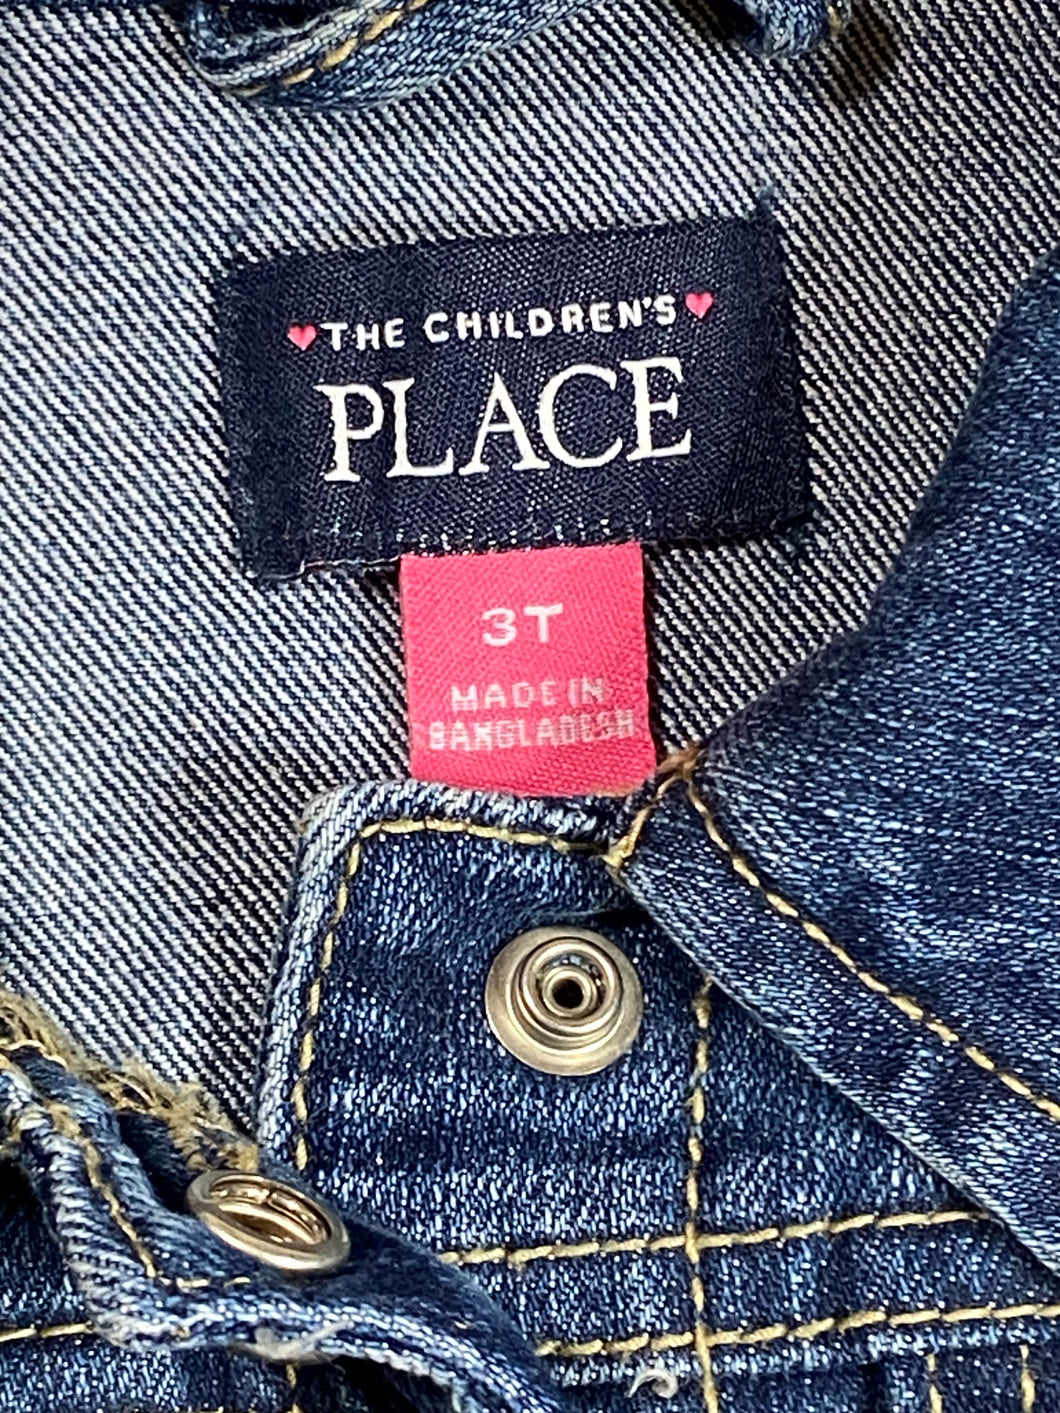 THE CHILDREN'S
PLACE
3T
MADE IN
BANGLADESH